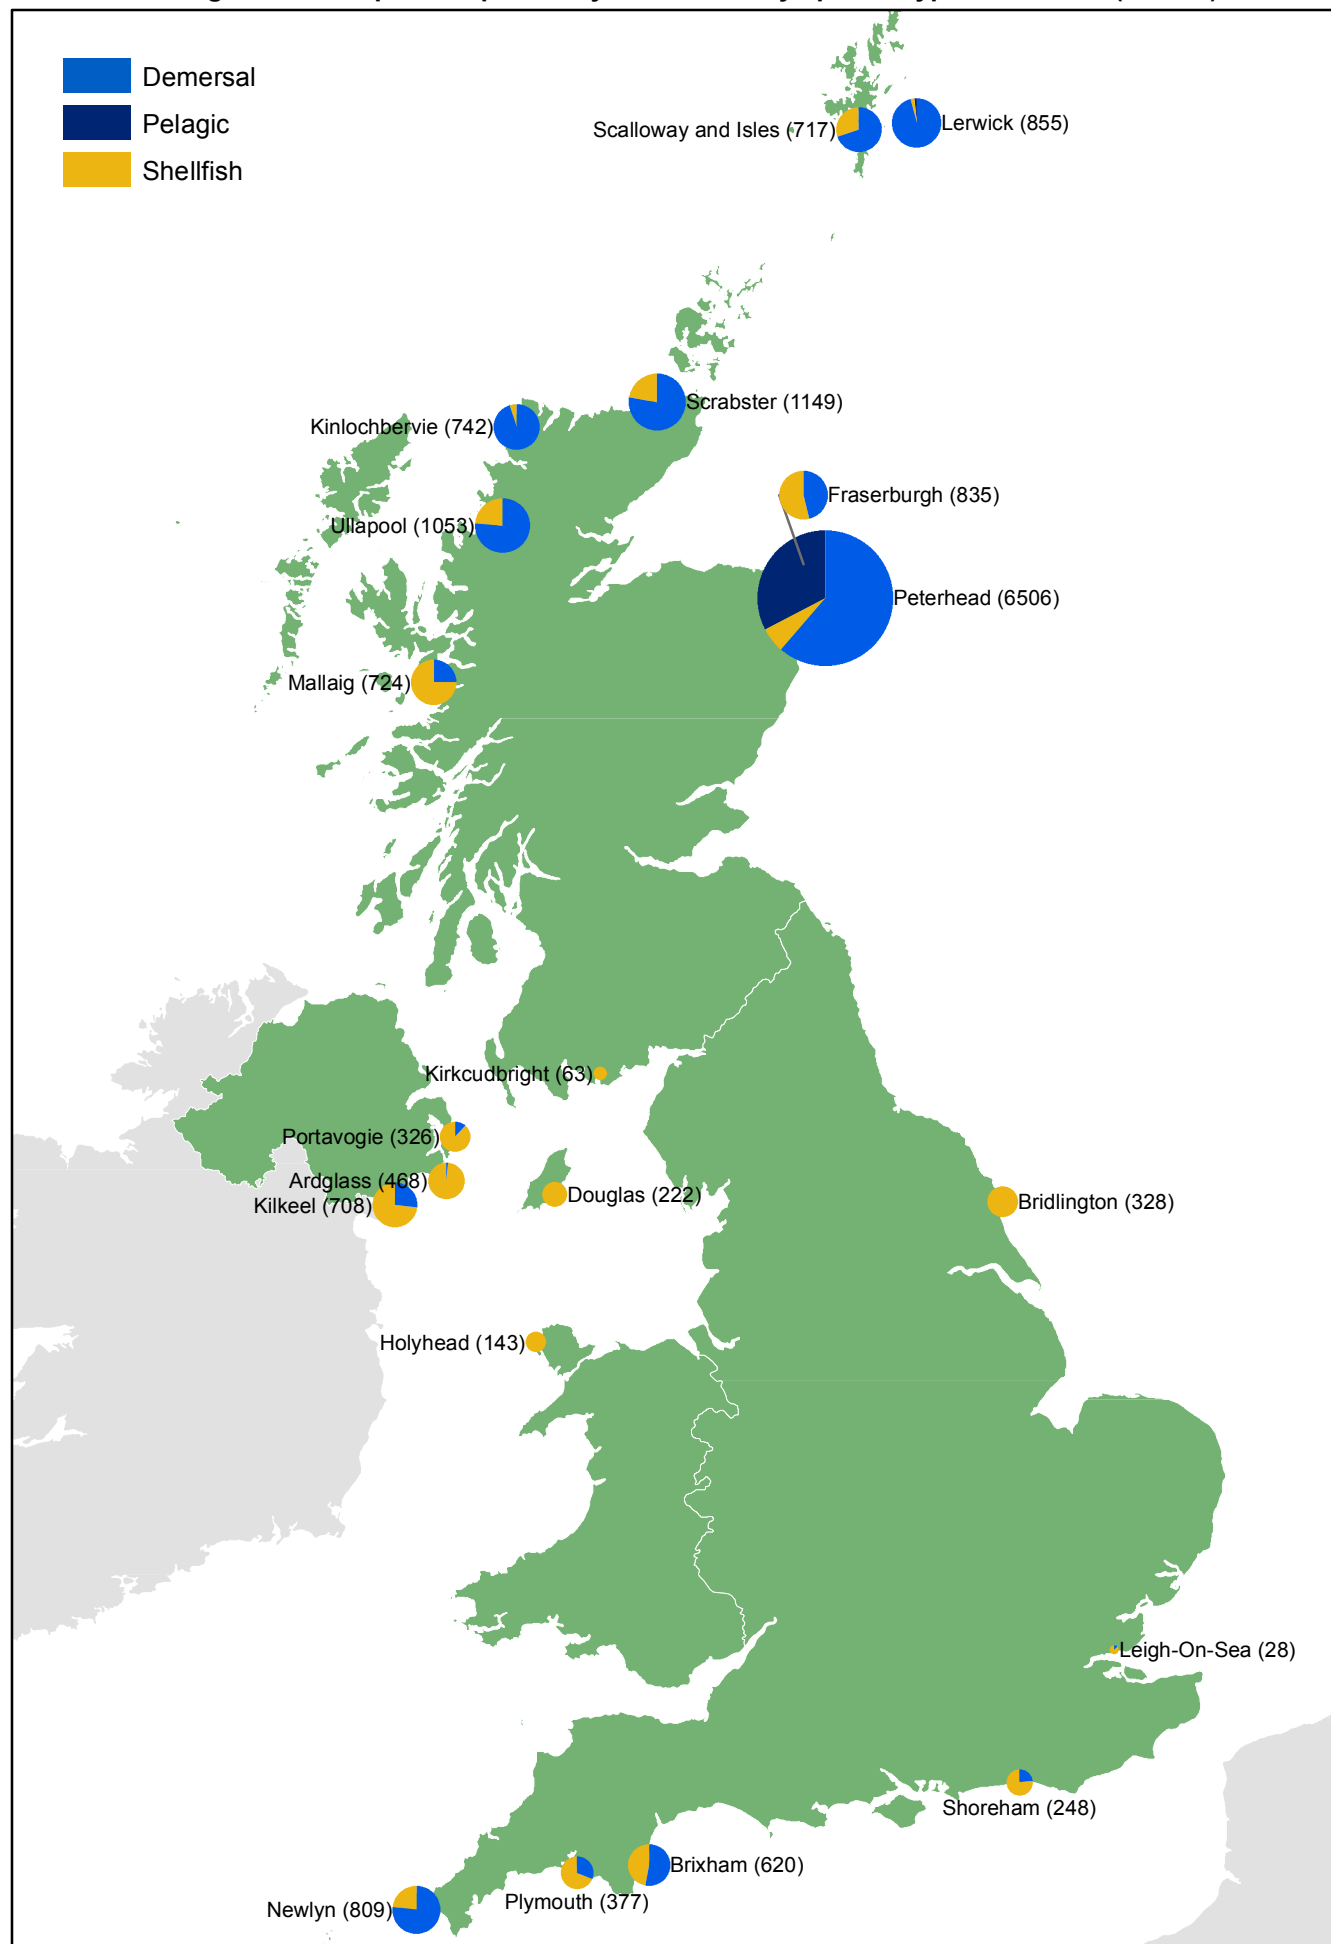 Demersal
Pelagic
Shellfish
Scalloway and Isles (717)
Lerwick (855)
Scrabster (1149)
Kinlochbervie (742)
Fraserburgh (835)
Ullapool (1053)
Peterhead (6506)
Mallaig (724)
Kirkcudbright (63)
Portavogie (326)
Ardglass (468)
Kilkeel (708)
Douglas (222)
Bridlington (328)
Holyhead (143)
Leigh-On-Sea (28)
Shoreham (248)
Brixham (620)
Plymouth (377)
Newlyn (809)